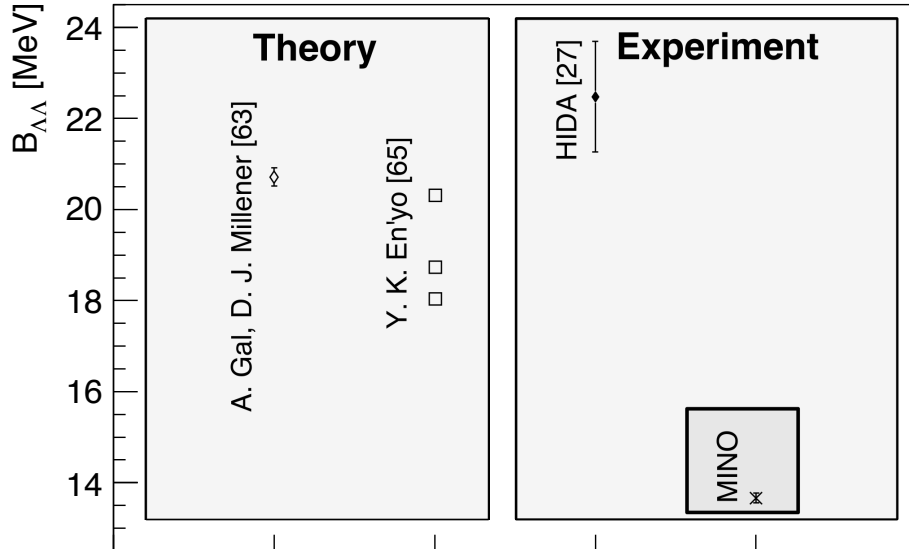 B_ΛΛ [MeV]
24
22
20
18
16
14
Theory
A. Gal, D. J. Millener [63]
Y. K. En'yo [65]
Experiment
HIDA [27]
MINO